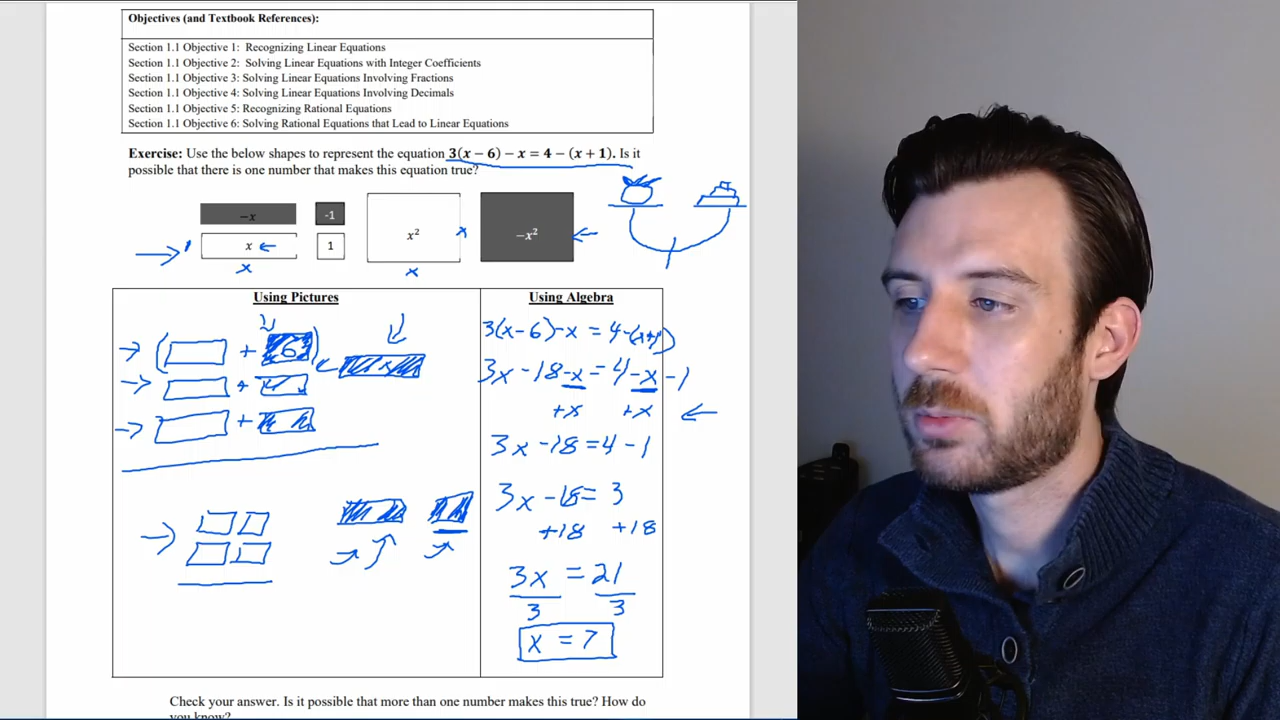 Objectives (and Textbook References):
Section 1.1 Objective 1: Recognizing Linear Equations
Section 1.1 Objective 2: Solving Linear Equations with Integer Coefficients
Section 1.1 Objective 3: Solving Linear Equations Involving Fractions
Section 1.1 Objective 4: Solving Linear Equations Involving Decimals
Section 1.1 Objective 5: Recognizing Rational Equations
Section 1.1 Objective 6: Solving Rational Equations that Lead to Linear Equations
Exercise: Use the below shapes to represent the equation 3(x − 6) − x = 4 − (x + 1). Is it
possible that there is one number that makes this equation true?
−x
-1
x
1
x
x²
x
x
−x²
Using Pictures
+ 6
+
+
Using Algebra
3(x-6)-x = 4-(x+1)
3x -18 -x = 4 -x -1
+x +x
3x -18 = 4 -1
3x -18 = 3
+18 +18
3x = 21
3 3
x = 7
Check your answer. Is it possible that more than one number makes this true? How do
you know?